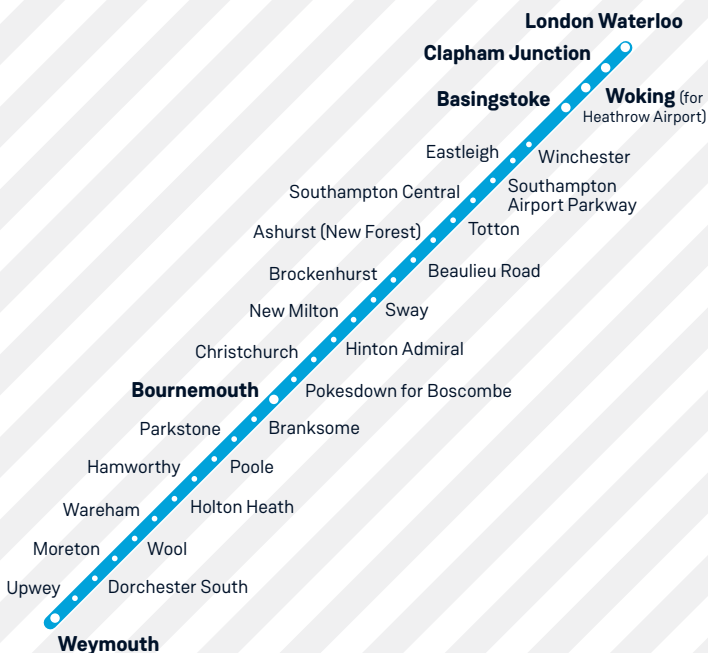 London Waterloo
Clapham Junction
Woking (for
Heathrow Airport)
Basingstoke
Winchester
Eastleigh
Southampton
Airport Parkway
Southampton Central
Totton
Ashurst (New Forest)
Beaulieu Road
Brockenhurst
Sway
New Milton
Hinton Admiral
Christchurch
Pokesdown for Boscombe
Bournemouth
Branksome
Parkstone
Poole
Hamworthy
Holton Heath
Wareham
Wool
Moreton
Dorchester South
Upwey
Weymouth